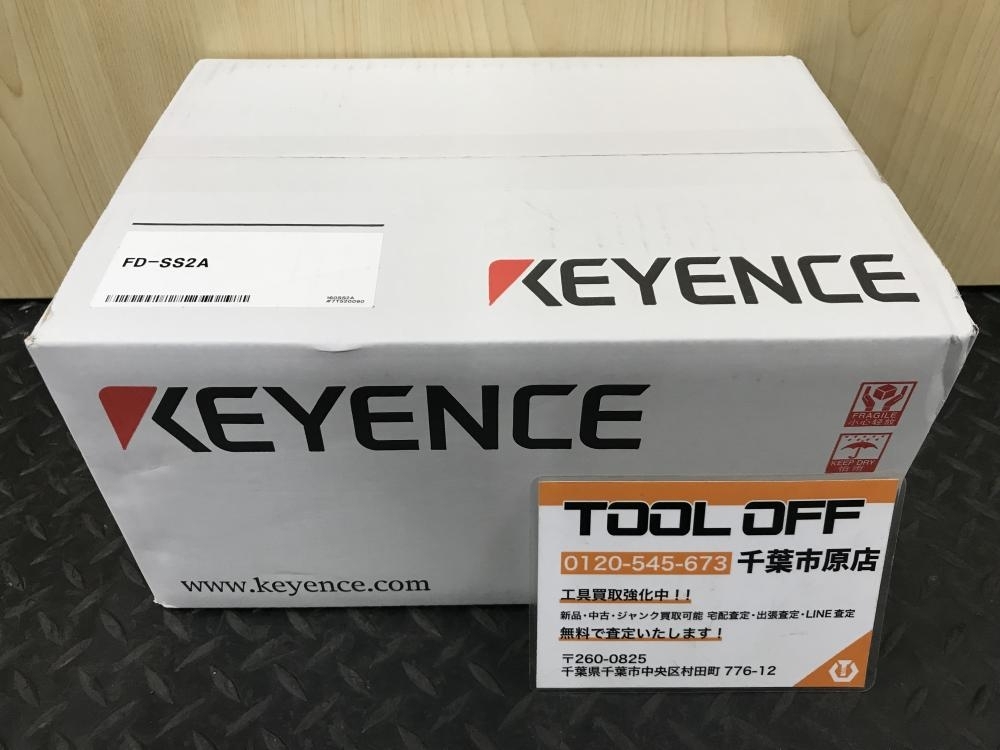 FD-SS2A
160SS2A
#7TS20090
KEYENCE
KEYENCE
FRAGILE
小心轻放
KEEP DRY
怕雨
www.keyence.com
TOOL OFF
0120-545-673 千葉市原店
工具買取強化中!!
新品・中古・ジャンク買取可能 宅配査定・出張査定・LINE査定
無料で査定いたします!
〒260-0825
千葉県千葉市中央区村田町 776-12